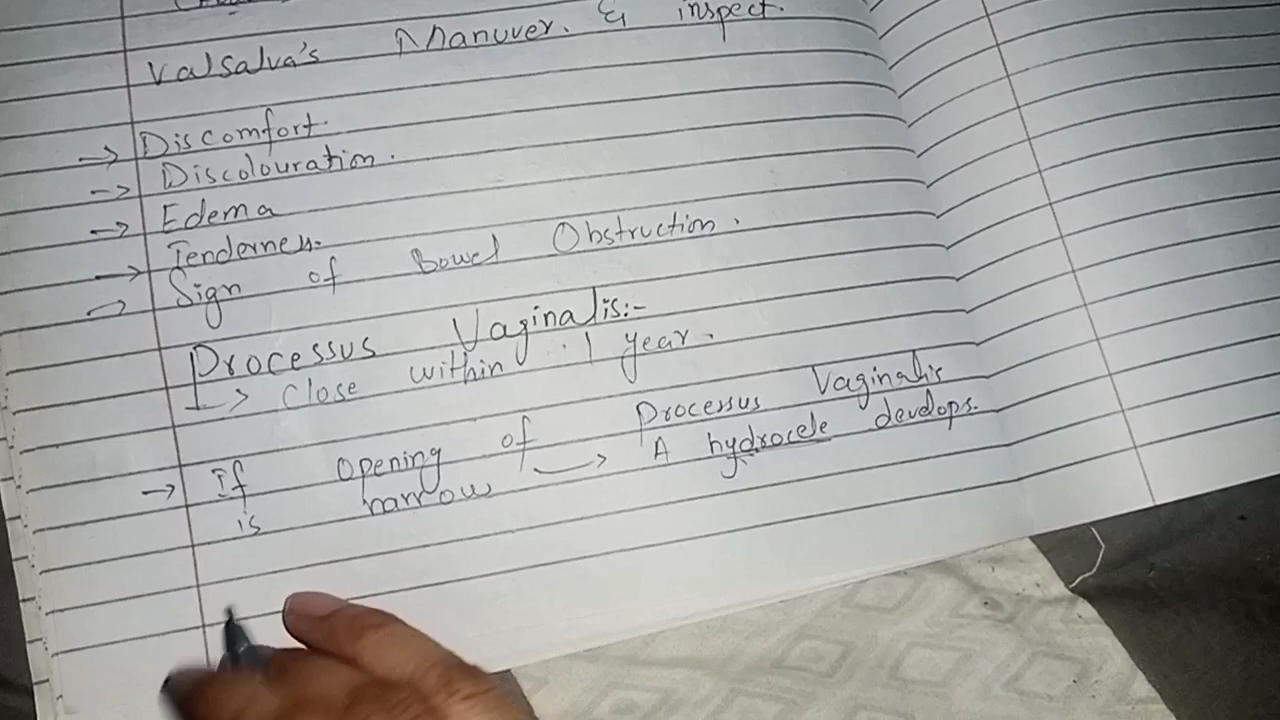 Valsalva's Manuver. & inspect.
→ Discomfort.
→ Discolouration.
→ Edema
→ Tenderness.
→ Sign of Bowel Obstruction.
Processus Vaginalis:-
↳ Close within 1 year.
→ If opening of Processus Vaginalis
is narrow → A hydrocele develops.